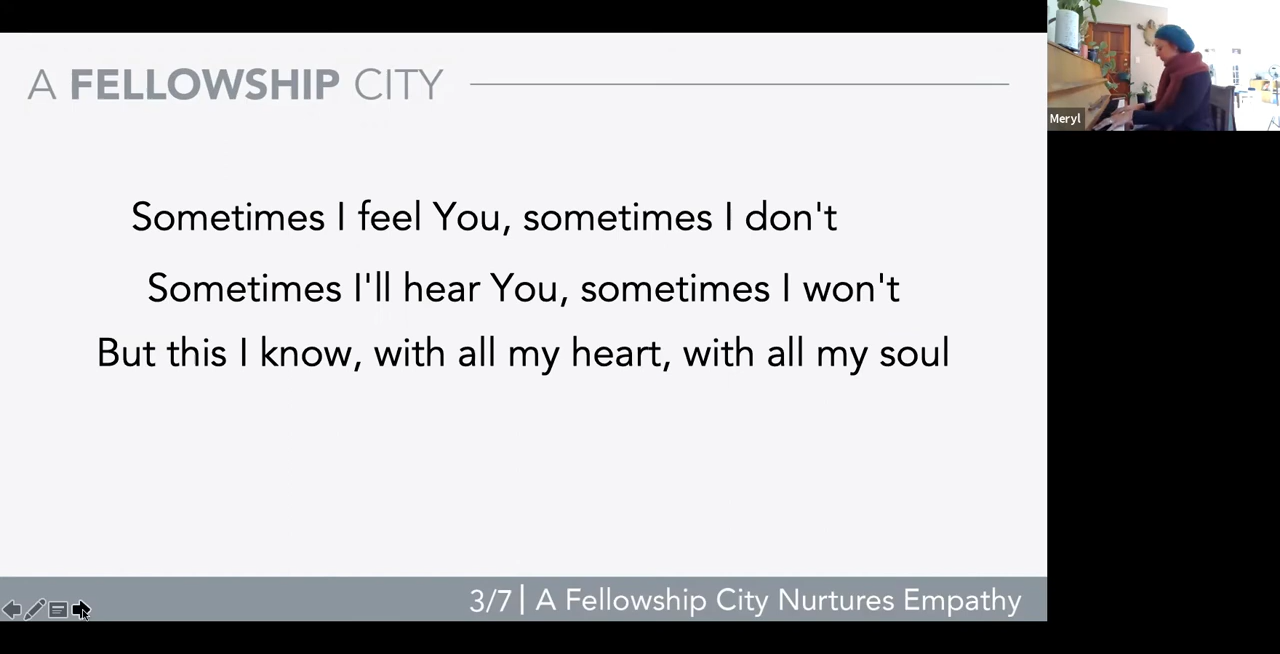 A FELLOWSHIP CITY
Meryl
Sometimes I feel You, sometimes I don't
Sometimes I'll hear You, sometimes I won't
But this I know, with all my heart, with all my soul
3/7 | A Fellowship City Nurtures Empathy